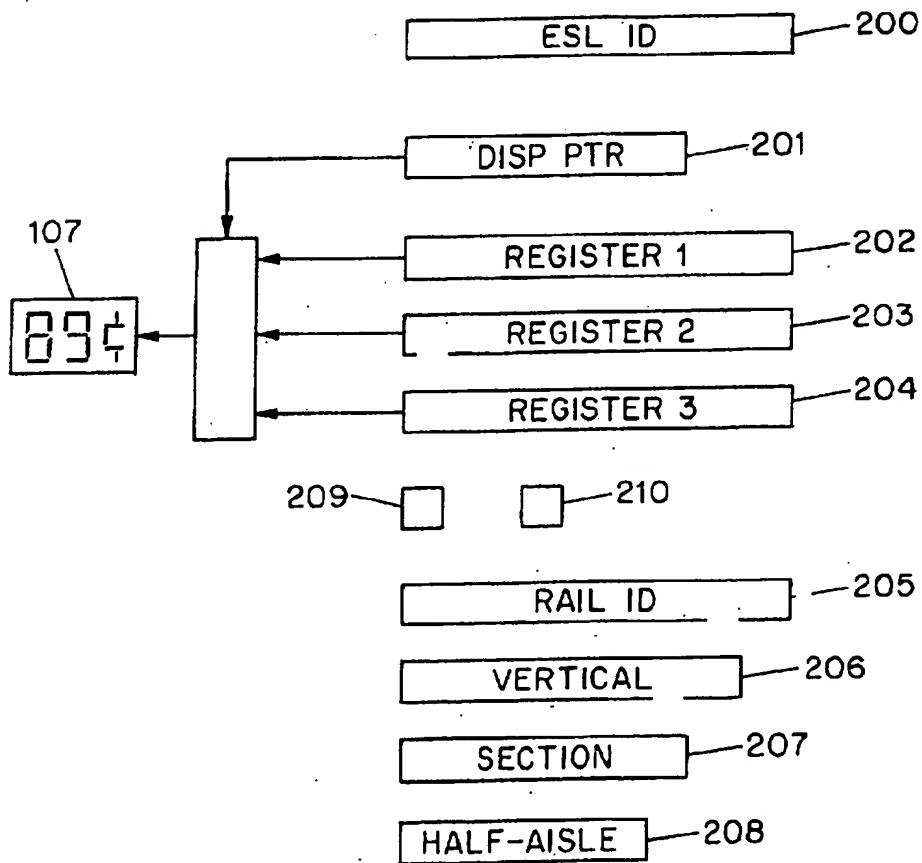 ESL ID 200
DISP PTR 201
107
REGISTER 1 202
89¢
REGISTER 2 203
REGISTER 3 204
209 210
RAIL ID 205
VERTICAL 206
SECTION 207
HALF-AISLE 208